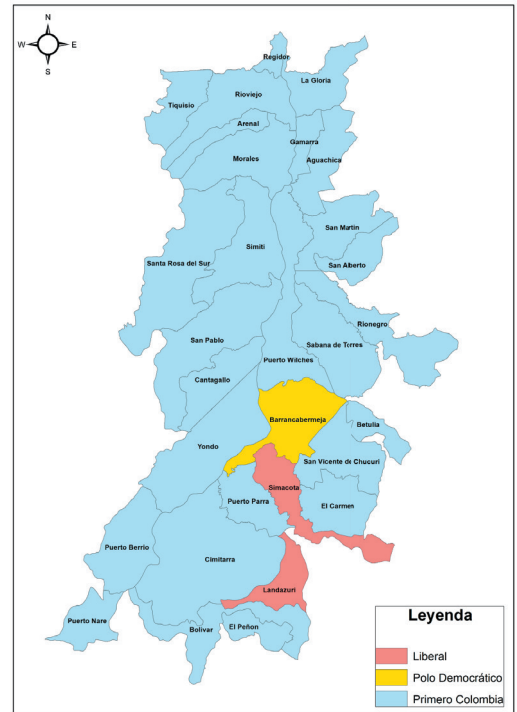 N
W E
S
Regidor
La Gloria
Rioviejo
Tiquisio
Arenal
Gamarra
Morales
Aguachica
San Martin
Simiti
Santa Rosa del Sur
San Alberto
Rionegro
San Pablo
Sabana de Torres
Puerto Wilches
Cantagallo
Barrancabermeja
Betulia
Yondo
San Vicente de Chucuri
Simacota
Puerto Parra
El Carmen
Puerto Berrio
Cimitarra
Landazuri
Puerto Nare
Bolivar
El Peñon
Leyenda
Liberal
Polo Democrático
Primero Colombia